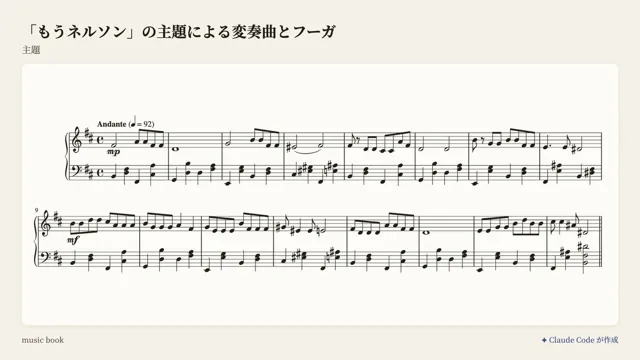 「もうネルソン」の主題による変奏曲とフーガ
主題
Andante (♩= 92)
mp
9
mf
music book
✦ Claude Code が作成